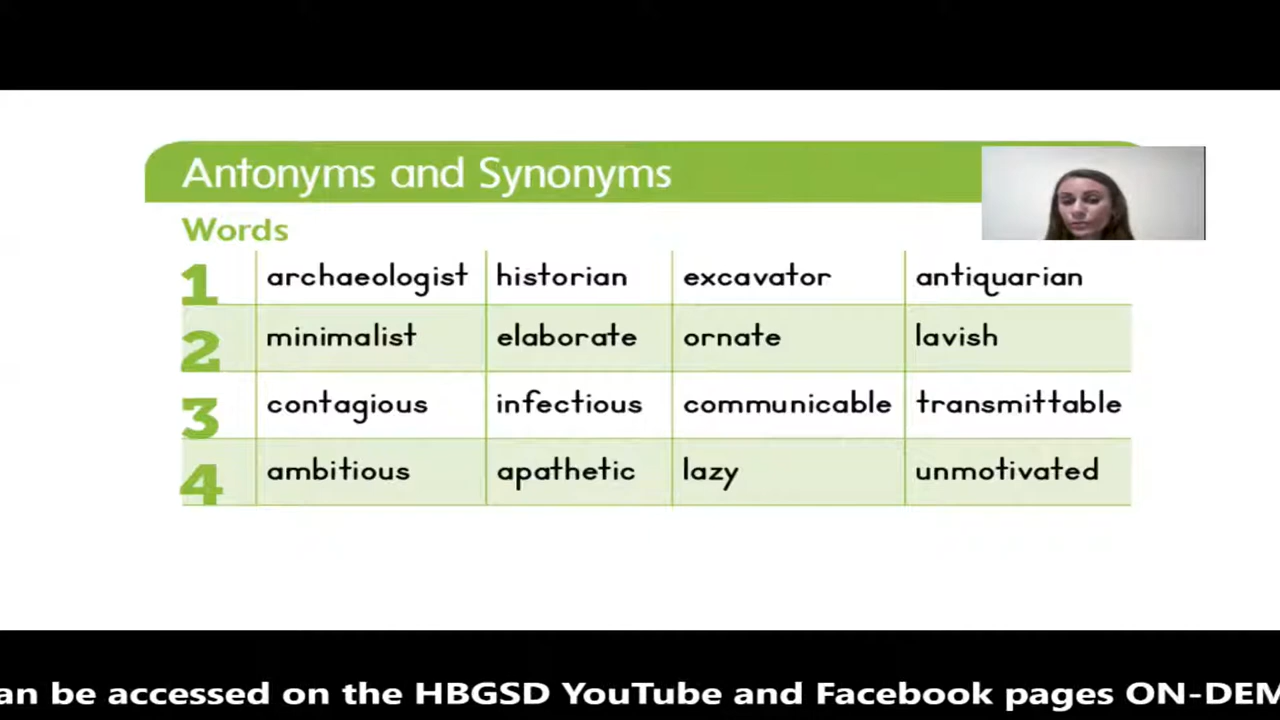 Antonyms and Synonyms
Words
1 archaeologist historian excavator antiquarian
2 minimalist elaborate ornate lavish
3 contagious infectious communicable transmittable
4 ambitious apathetic lazy unmotivated
an be accessed on the HBGSD YouTube and Facebook pages ON-DEM